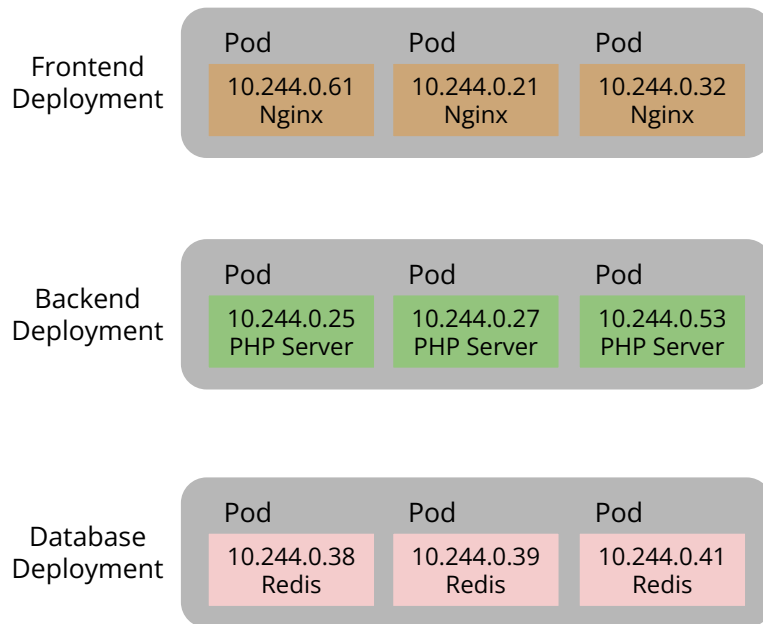 Frontend
Deployment
Pod
Pod
Pod
10.244.0.61
Nginx
10.244.0.21
Nginx
10.244.0.32
Nginx
Backend
Deployment
Pod
Pod
Pod
10.244.0.25
PHP Server
10.244.0.27
PHP Server
10.244.0.53
PHP Server
Database
Deployment
Pod
Pod
Pod
10.244.0.38
Redis
10.244.0.39
Redis
10.244.0.41
Redis